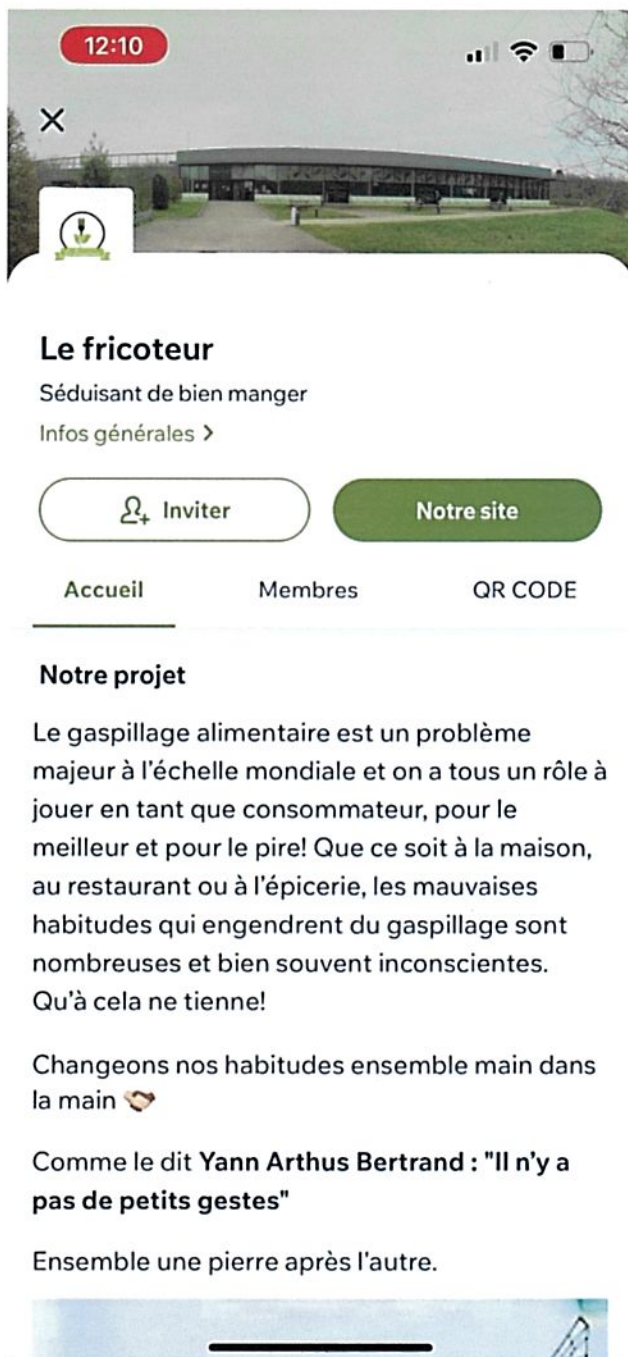 12:10
Le fricoteur
Séduisant de bien manger
Infos générales >
Inviter
Notre site
Accueil
Membres
QR CODE
Notre projet
Le gaspillage alimentaire est un problème
majeur à l'échelle mondiale et on a tous un rôle à
jouer en tant que consommateur, pour le
meilleur et pour le pire! Que ce soit à la maison,
au restaurant ou à l'épicerie, les mauvaises
habitudes qui engendrent du gaspillage sont
nombreuses et bien souvent inconscientes.
Qu'à cela ne tienne!
Changeons nos habitudes ensemble main dans
la main 🤝
Comme le dit Yann Arthus Bertrand : "Il n'y a
pas de petits gestes"
Ensemble une pierre après l'autre.